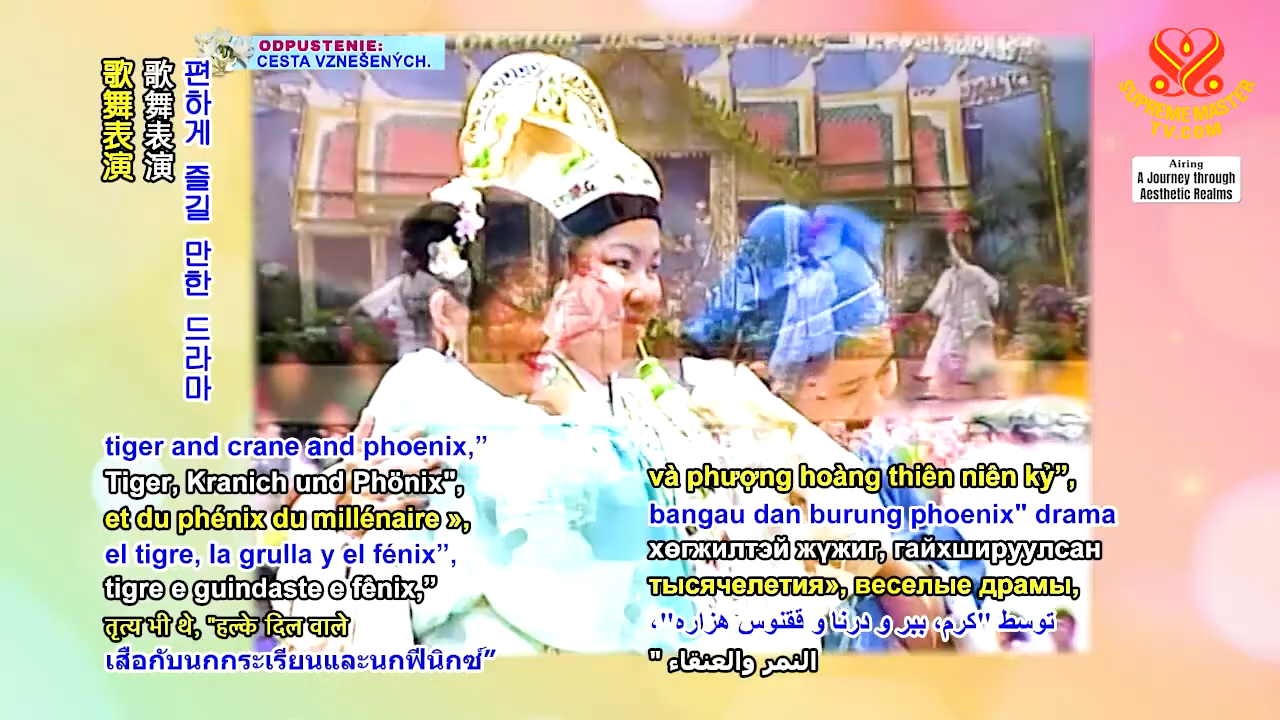 ODPUSTENIE:
CESTA VZNEŠENÝCH.
SUPREME MASTER
TV.COM
Airing
A Journey through
Aesthetic Realms
歌舞表演
歌舞表演
편하게 즐길 만한 드라마
tiger and crane and phoenix,”
Tiger, Kranich und Phönix",
et du phénix du millénaire »,
el tigre, la grulla y el fénix”,
tigre e guindaste e fênix,”
तृत्य भी थे, "हल्के दिल वाले
เสือกับนกกระเรียนและนกฟีนิกซ์”
và phượng hoàng thiên niên kỷ”,
bangau dan burung phoenix" drama
хөгжилтэй жүжиг, гайхшируулсан
тысячелетия», веселые драмы,
توسط "کرم، ببر و درنا و ققنوس هزاره"،
النمر والعنقاء "